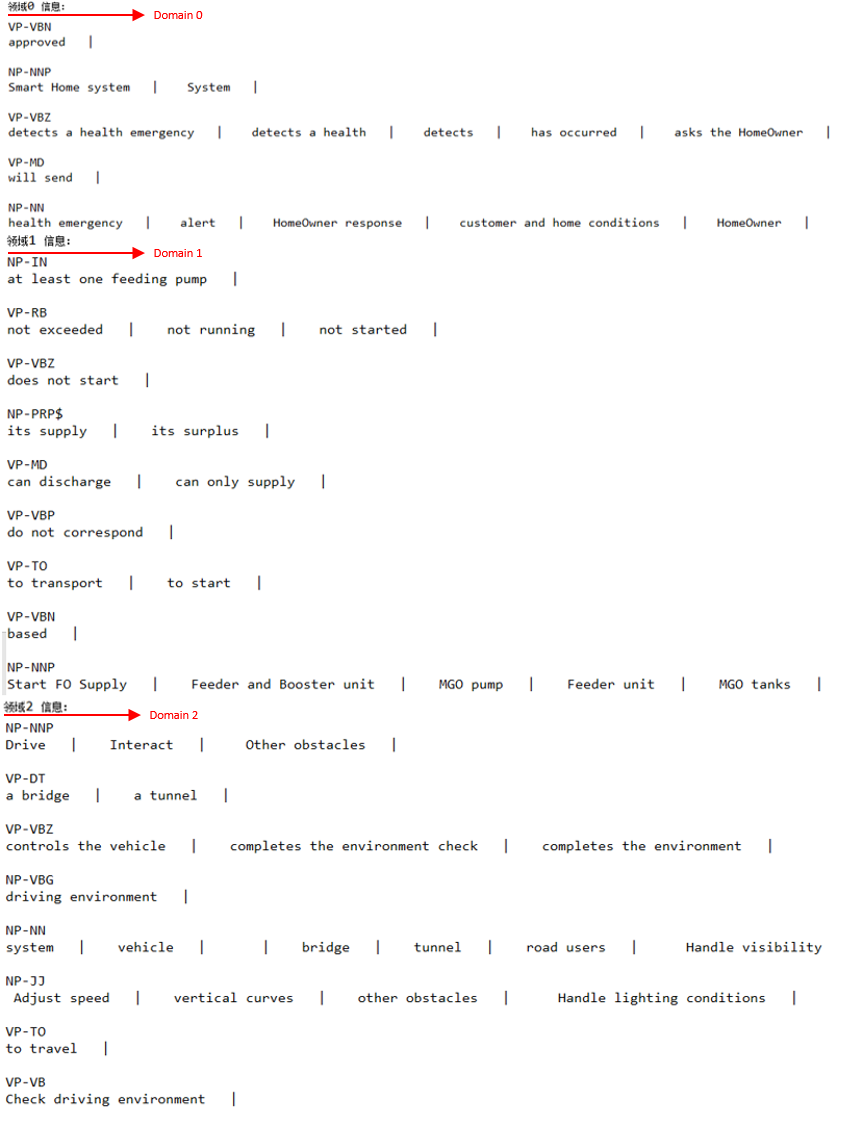 领域0 信息:
Domain 0
VP-VBN
approved |
NP-NNP
Smart Home system | System |
VP-VBZ
detects a health emergency | detects a health | detects | has occurred | asks the HomeOwner |
VP-MD
will send |
NP-NN
health emergency | alert | HomeOwner response | customer and home conditions | HomeOwner |
领域1 信息:
Domain 1
NP-IN
at least one feeding pump |
VP-RB
not exceeded | not running | not started |
VP-VBZ
does not start |
NP-PRP$
its supply | its surplus |
VP-MD
can discharge | can only supply |
VP-VBP
do not correspond |
VP-TO
to transport | to start |
VP-VBN
based |
NP-NNP
Start FO Supply | Feeder and Booster unit | MGO pump | Feeder unit | MGO tanks |
领域2 信息:
Domain 2
NP-NNP
Drive | Interact | Other obstacles |
VP-DT
a bridge | a tunnel |
VP-VBZ
controls the vehicle | completes the environment check | completes the environment |
NP-VBG
driving environment |
NP-NN
system | vehicle | | bridge | tunnel | road users | Handle visibility
NP-JJ
Adjust speed | vertical curves | other obstacles | Handle lighting conditions |
VP-TO
to travel |
VP-VB
Check driving environment |